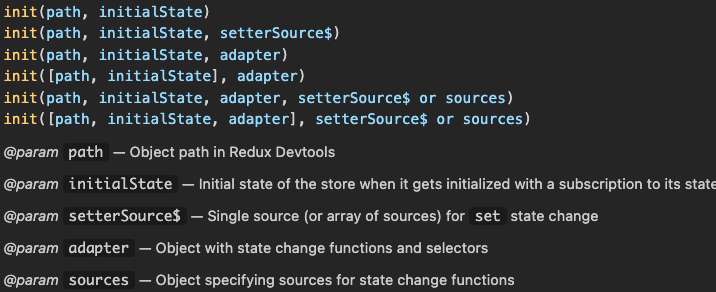 init(path, initialState)
init(path, initialState, setterSource$)
init(path, initialState, adapter)
init([path, initialState], adapter)
init(path, initialState, adapter, setterSource$ or sources)
init([path, initialState, adapter], setterSource$ or sources)
@param path — Object path in Redux Devtools
@param initialState — Initial state of the store when it gets initialized with a subscription to its state
@param setterSource$ — Single source (or array of sources) for set state change
@param adapter — Object with state change functions and selectors
@param sources — Object specifying sources for state change functions